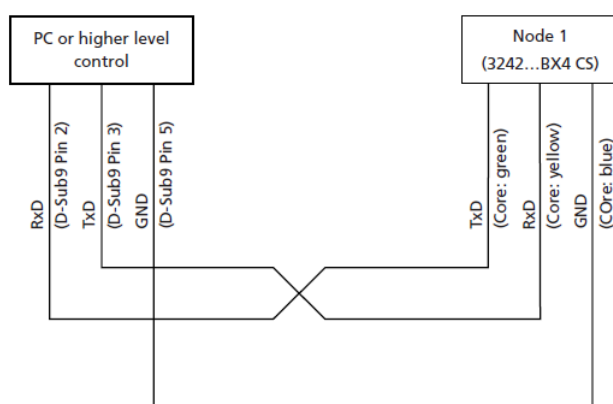 PC or higher level
control
Node 1
(3242...BX4 CS)
RxD
(D-Sub9 Pin 2)
TxD
(D-Sub9 Pin 3)
GND
(D-Sub9 Pin 5)
TxD
(Core: green)
RxD
(Core: yellow)
GND
(COre: blue)